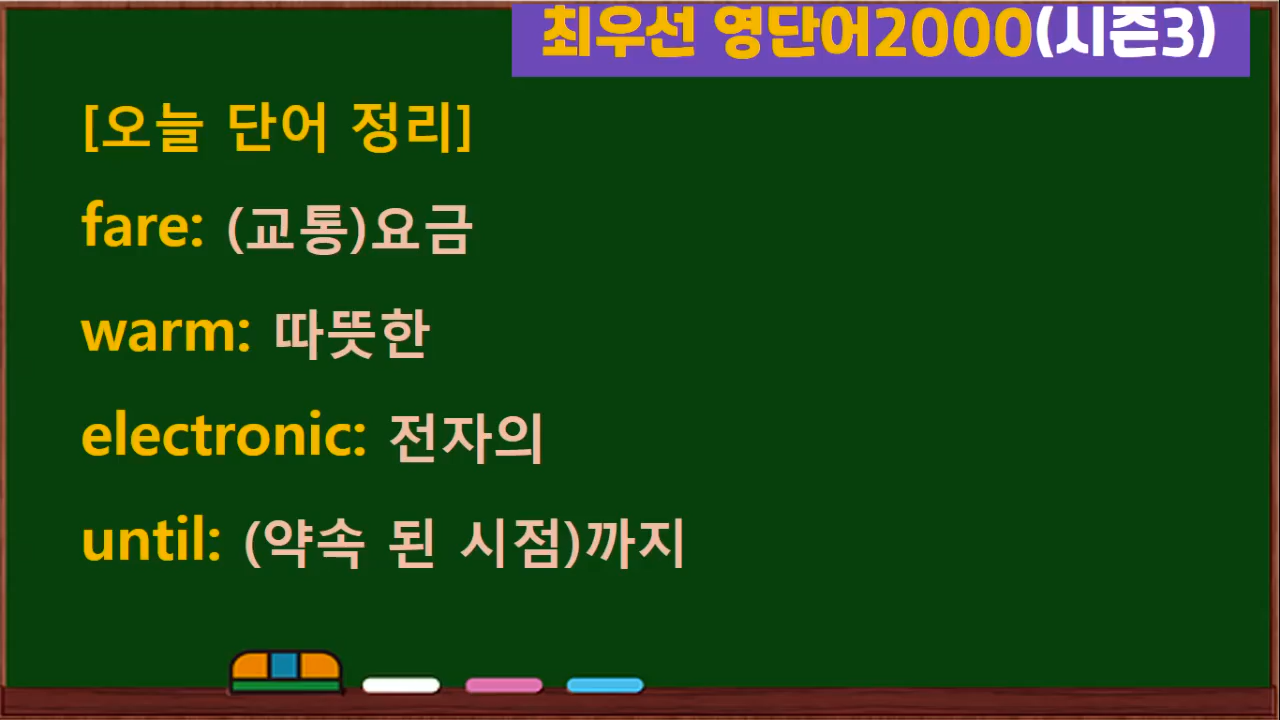 최우선 영단어2000(시즌3)
[오늘 단어 정리]
fare: (교통)요금
warm: 따뜻한
electronic: 전자의
until: (약속 된 시점)까지